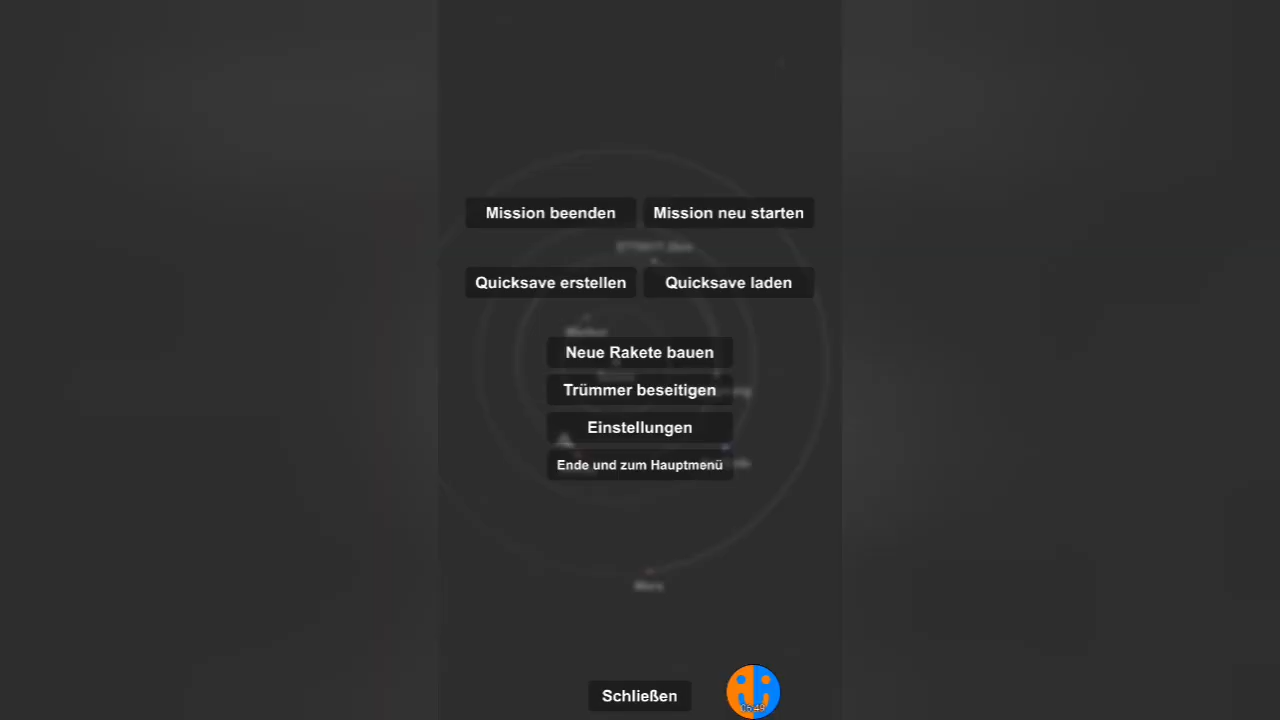 Mission beenden Mission neu starten
Quicksave erstellen Quicksave laden
Neue Rakete bauen
Trümmer beseitigen
Einstellungen
Ende und zum Hauptmenü
Mars
Schließen